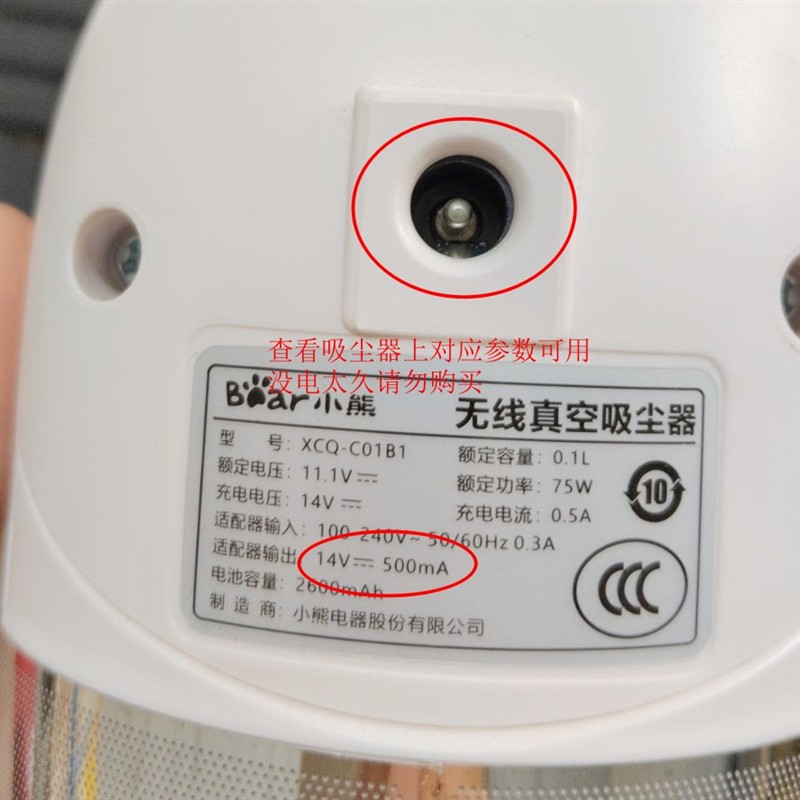 查看吸尘器上对应参数可用
没电太久请勿购买
Bear小熊 无线真空吸尘器
型 号: XCQ-C01B1 额定容量: 0.1L
额定电压: 11.1V⎓ 额定功率: 75W
充电电压: 14V⎓ 充电电流: 0.5A
适配器输入: 100-240V~ 50/60Hz 0.3A
适配器输出: 14V⎓ 500mA
电池容量: 2600mAh
制 造 商: 小熊电器股份有限公司
10
CCC